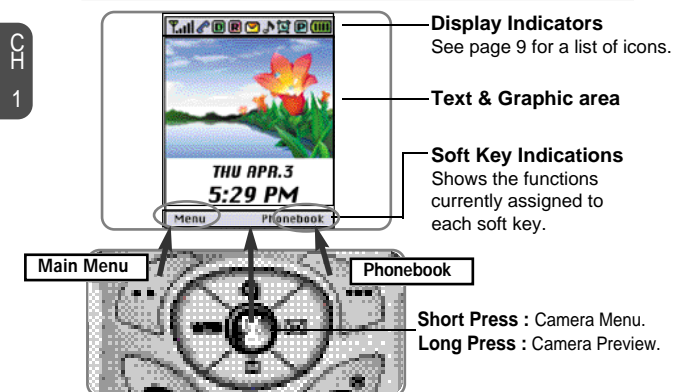 CH
1
D R P
Display Indicators
See page 9 for a list of icons.
Text & Graphic area
Soft Key Indications
Shows the functions
currently assigned to
each soft key.
THU APR.3
5:29 PM
Menu Phonebook
Main Menu
Phonebook
Short Press : Camera Menu.
Long Press : Camera Preview.